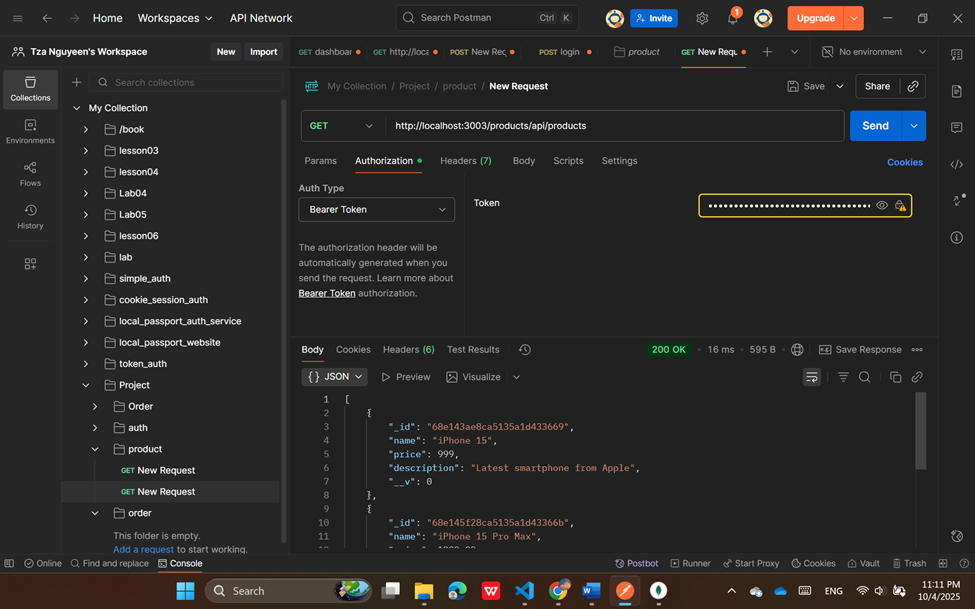 Home Workspaces API Network Search Postman Ctrl K Invite 1 Upgrade
Tza Nguyeen's Workspace New Import GET dashboar GET http://loca POST New Rec POST login product GET New Requ No environment
Collections
Environments
Flows
History
Search collections
My Collection
/book
lesson03
lesson04
Lab04
Lab05
lesson06
lab
simple_auth
cookie_session_auth
local_passport_auth_service
local_passport_website
token_auth
Project
Order
auth
product
GET New Request
GET New Request
order
This folder is empty.
Add a request to start working.
HTTP My Collection / Project / product / New Request Save Share
GET http://localhost:3003/products/api/products Send
Params Authorization Headers (7) Body Scripts Settings Cookies
Auth Type
Bearer Token
Token
The authorization header will be
automatically generated when you
send the request. Learn more about
Bearer Token authorization.
Body Cookies Headers (6) Test Results 200 OK 16 ms 595 B Save Response
{ } JSON Preview Visualize
1 [
2 {
3 "_id": "68e143ae8ca5135a1d433669",
4 "name": "iPhone 15",
5 "price": 999,
6 "description": "Latest smartphone from Apple",
7 "__v": 0
8 },
9 {
10 "_id": "68e145f28ca5135a1d43366b",
11 "name": "iPhone 15 Pro Max",
Online Find and replace Console Postbot Runner Start Proxy Cookies Vault Trash
Search ENG 11:11 PM
10/4/2025